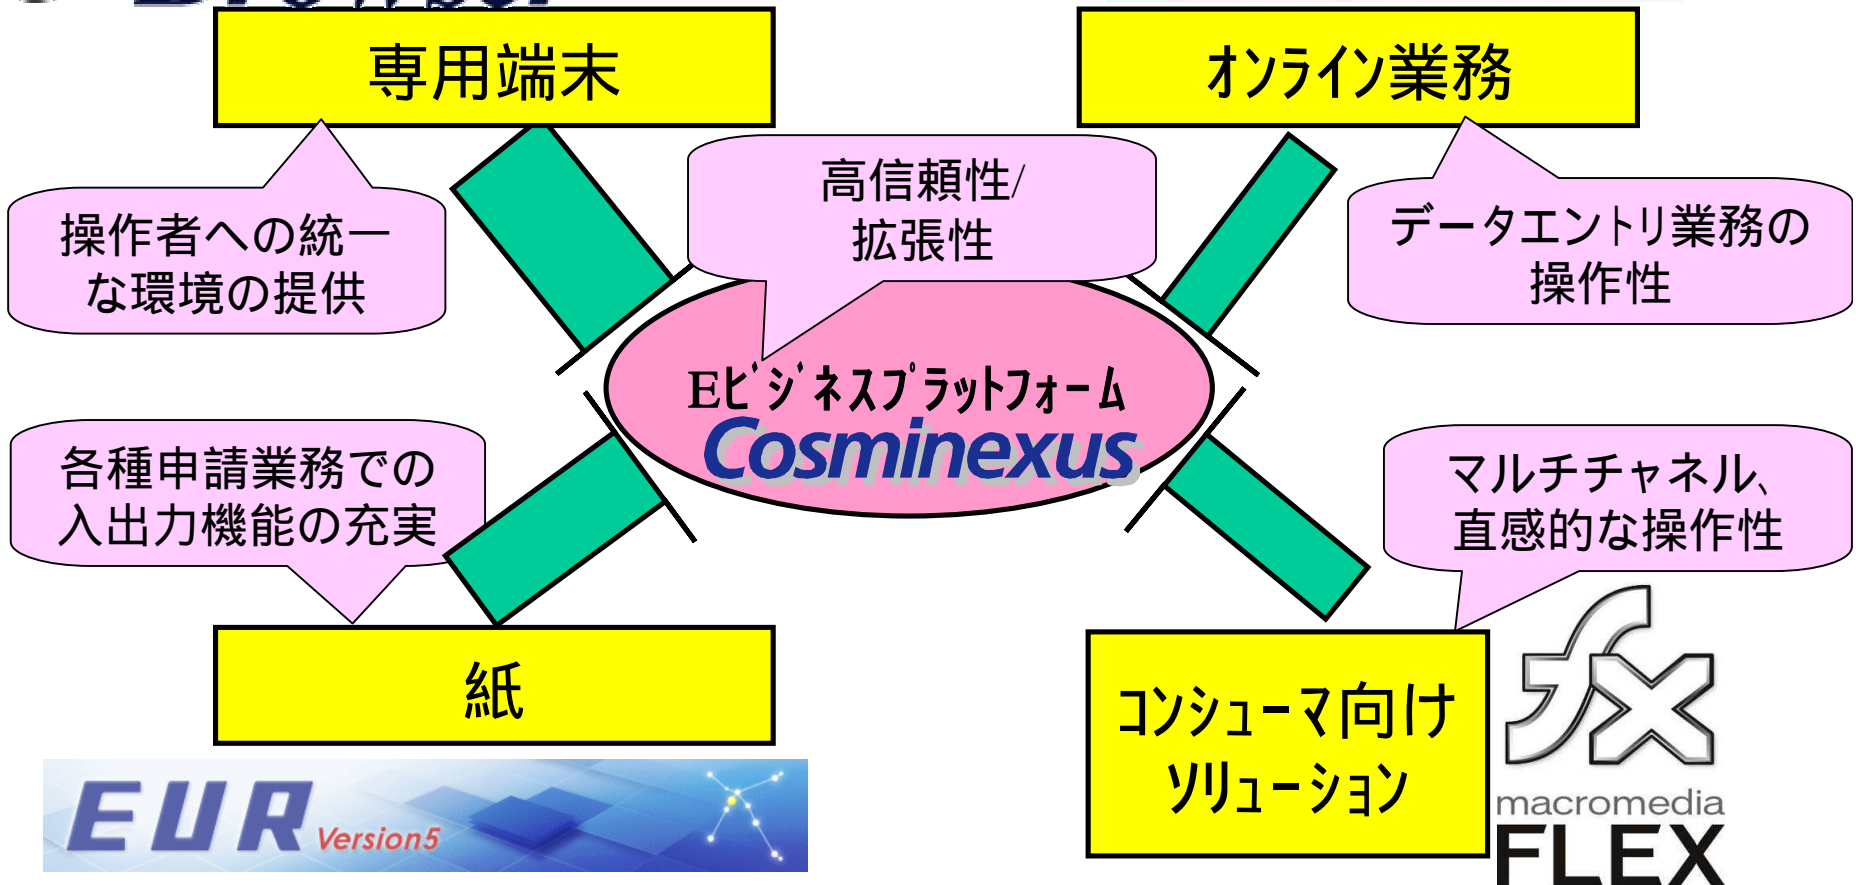 専用端末
オンライン業務
高信頼性/
拡張性
操作者への統一
な環境の提供
データエントリ業務の
操作性
Eビジネスプラットフォーム
Cosminexus
各種申請業務での
入出力機能の充実
マルチチャネル、
直感的な操作性
紙
コンシューマ向け
ソリューション
EUR Version5
fx
macromedia
FLEX